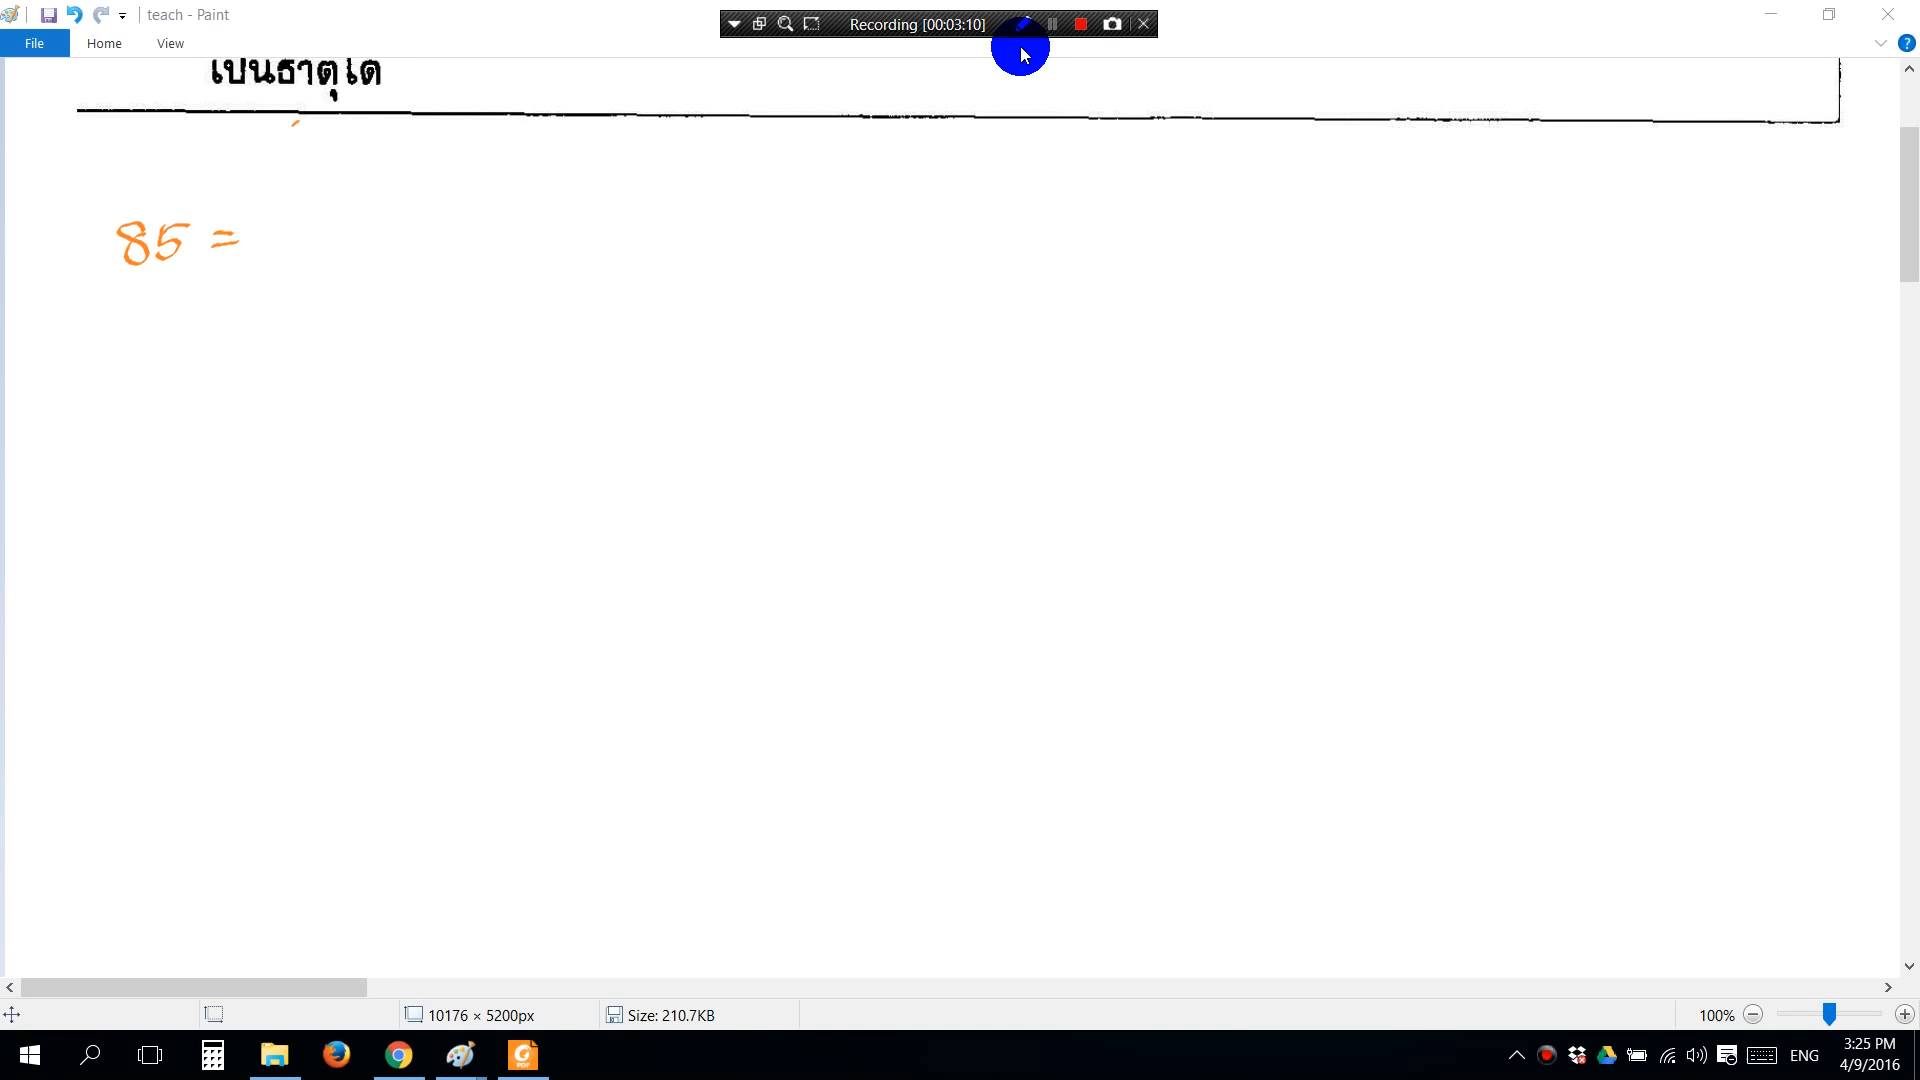 teach - Paint
Recording [00:03:10]
File Home View
เป็นธาตุใด
85 =
10176 × 5200px
Size: 210.7KB
100%
ENG
3:25 PM
4/9/2016